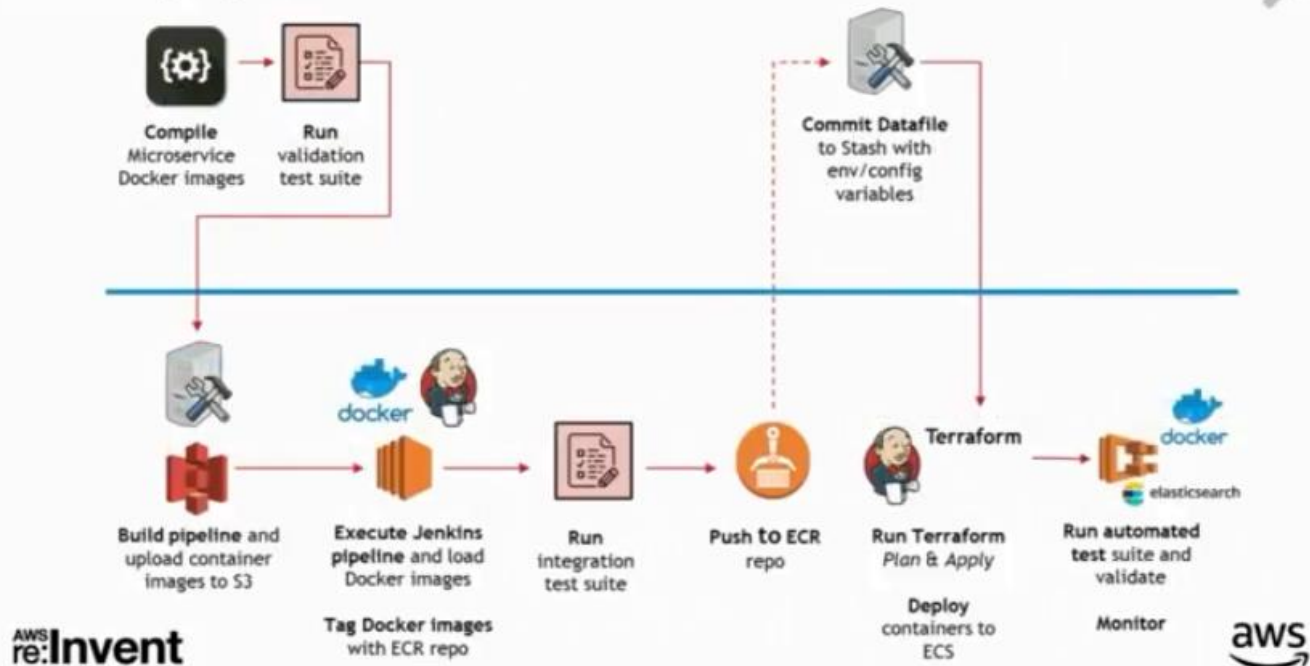 Compile
Microservice
Docker images
Run
validation
test suite
Commit Datafile
to Stash with
env/config
variables
docker
Terraform
docker
elasticsearch
Build pipeline and
upload container
images to S3
Execute Jenkins
pipeline and load
Docker images
Tag Docker images
with ECR repo
Run
integration
test suite
Push to ECR
repo
Run Terraform
Plan & Apply
Deploy
containers to
ECS
Run automated
test suite and
validate
Monitor
AWS
re:Invent
aws